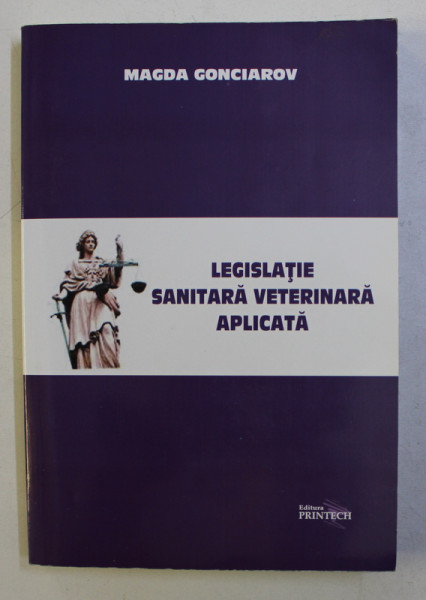 MAGDA GONCIAROV
LEGISLAŢIE
SANITARĂ VETERINARĂ
APLICATĂ
Editura
PRINTECH